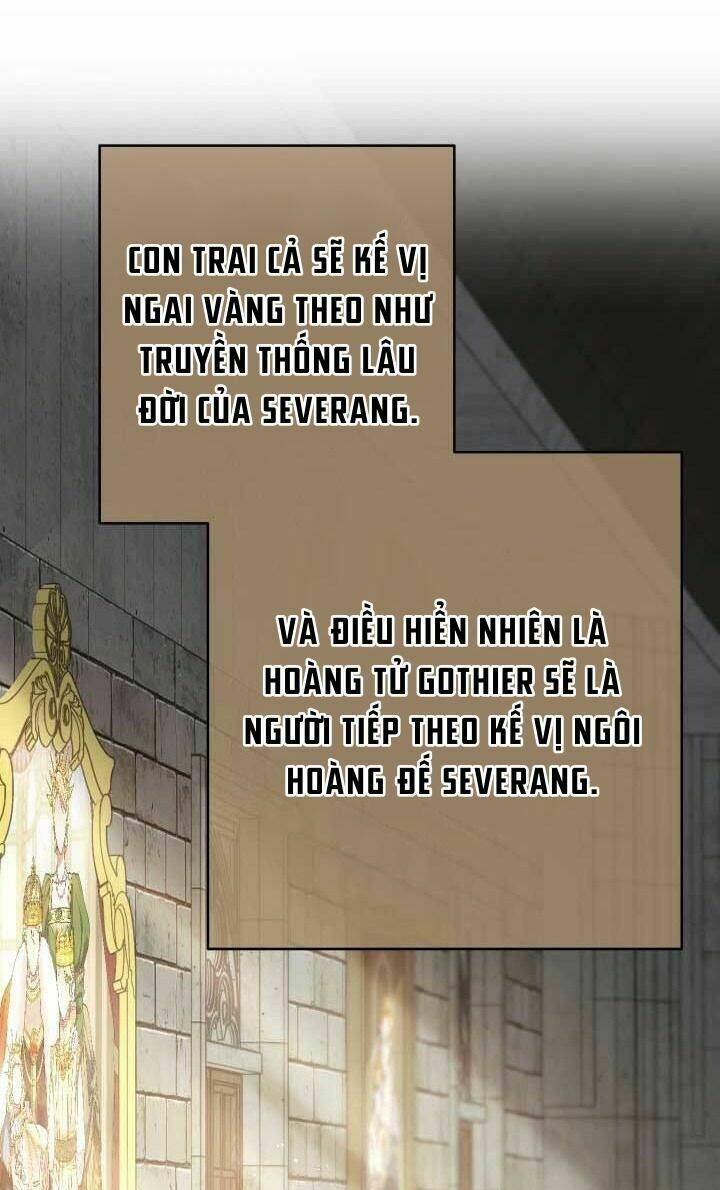 CON TRAI CẢ SẼ KẾ VỊ
NGAI VÀNG THEO NHƯ
TRUYỀN THỐNG LÂU
ĐỜI CỦA SEVERANG.
VÀ ĐIỀU HIỂN NHIÊN LÀ
HOÀNG TỬ GOTHIER SẼ LÀ
NGƯỜI TIẾP THEO KẾ VỊ NGÔI
HOÀNG ĐẾ SEVERANG.